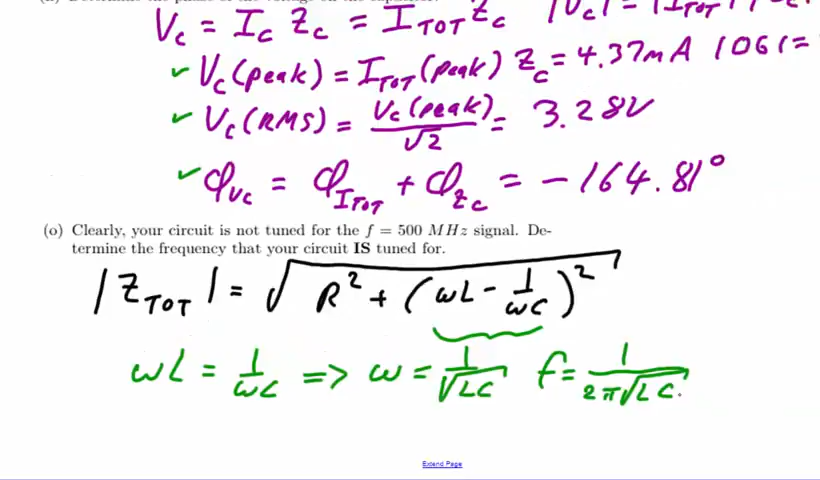 V_C = I_C Z_C = I_TOT Z_C
✓ V_C (peak) = I_TOT (peak) Z_C = 4.37mA 1061 =
✓ V_C (RMS) = V_C (peak) / √2 = 3.28V
✓ φ_VC = φ_ITOT + φ_ZC = -164.81°
(o) Clearly, your circuit is not tuned for the f = 500 MHz signal. De-
termine the frequency that your circuit IS tuned for.
|Z_TOT| = √(R² + (ωL - 1/ωC)²)
ωL = 1/ωC => ω = 1/√LC f = 1/2π√LC.
Extend Page